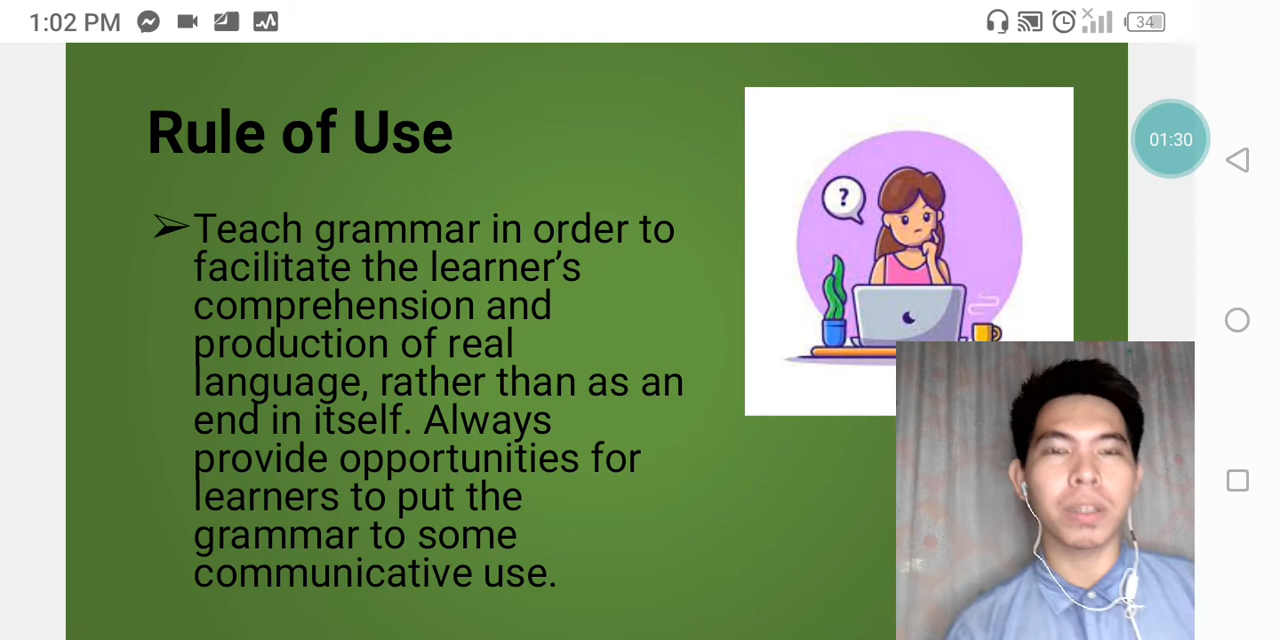 1:02 PM
34
Rule of Use
01:30
?
➢Teach grammar in order to
facilitate the learner’s
comprehension and
production of real
language, rather than as an
end in itself. Always
provide opportunities for
learners to put the
grammar to some
communicative use.